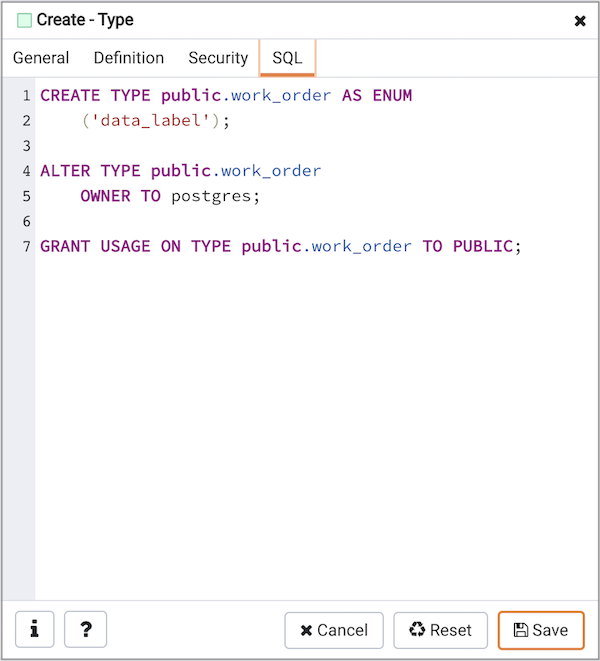 Create - Type
General Definition Security SQL
1 CREATE TYPE public.work_order AS ENUM
2     ('data_label');
3
4 ALTER TYPE public.work_order
5     OWNER TO postgres;
6
7 GRANT USAGE ON TYPE public.work_order TO PUBLIC;
i ? Cancel Reset Save